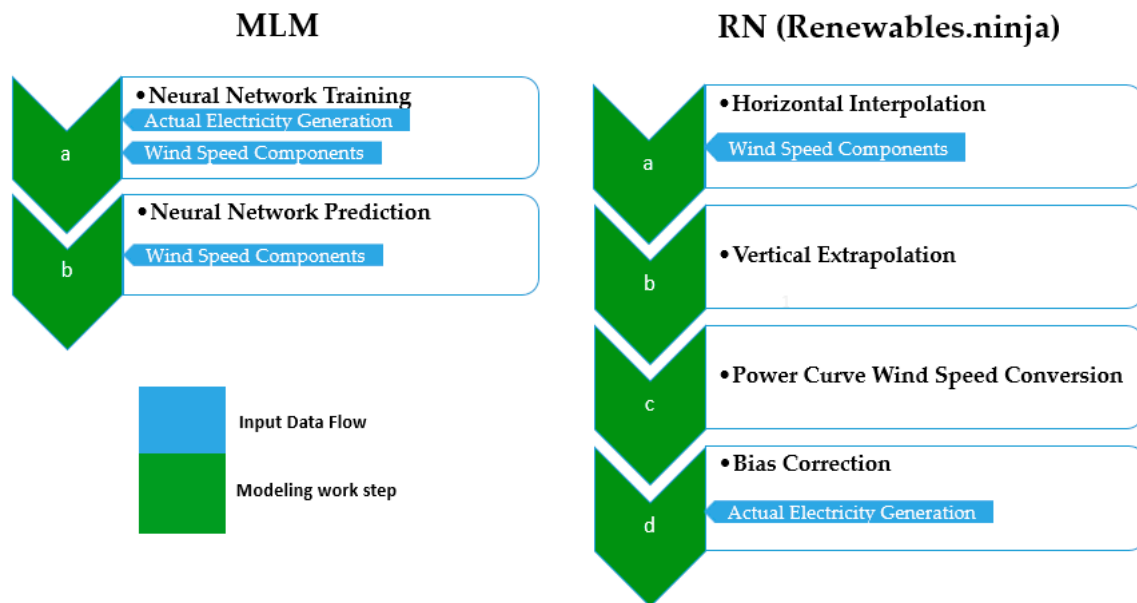 MLM
•Neural Network Training
Actual Electricity Generation
Wind Speed Components
a
•Neural Network Prediction
Wind Speed Components
b
Input Data Flow
Modeling work step
RN (Renewables.ninja)
•Horizontal Interpolation
Wind Speed Components
a
•Vertical Extrapolation
b
1
•Power Curve Wind Speed Conversion
c
•Bias Correction
Actual Electricity Generation
d